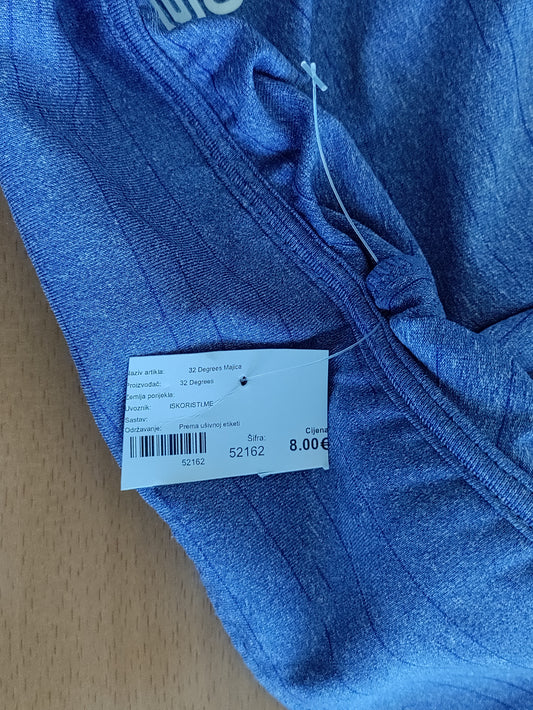 Naziv artikla: 32 Degrees Majica
Proizvođač: 32 Degrees
Zemlja porijekla:
Uvoznik: ISKORISTI.ME
Sastav:
Održavanje: Prema ušivnoj etiketi
Šifra: Cijena
52162 8.00€
52162